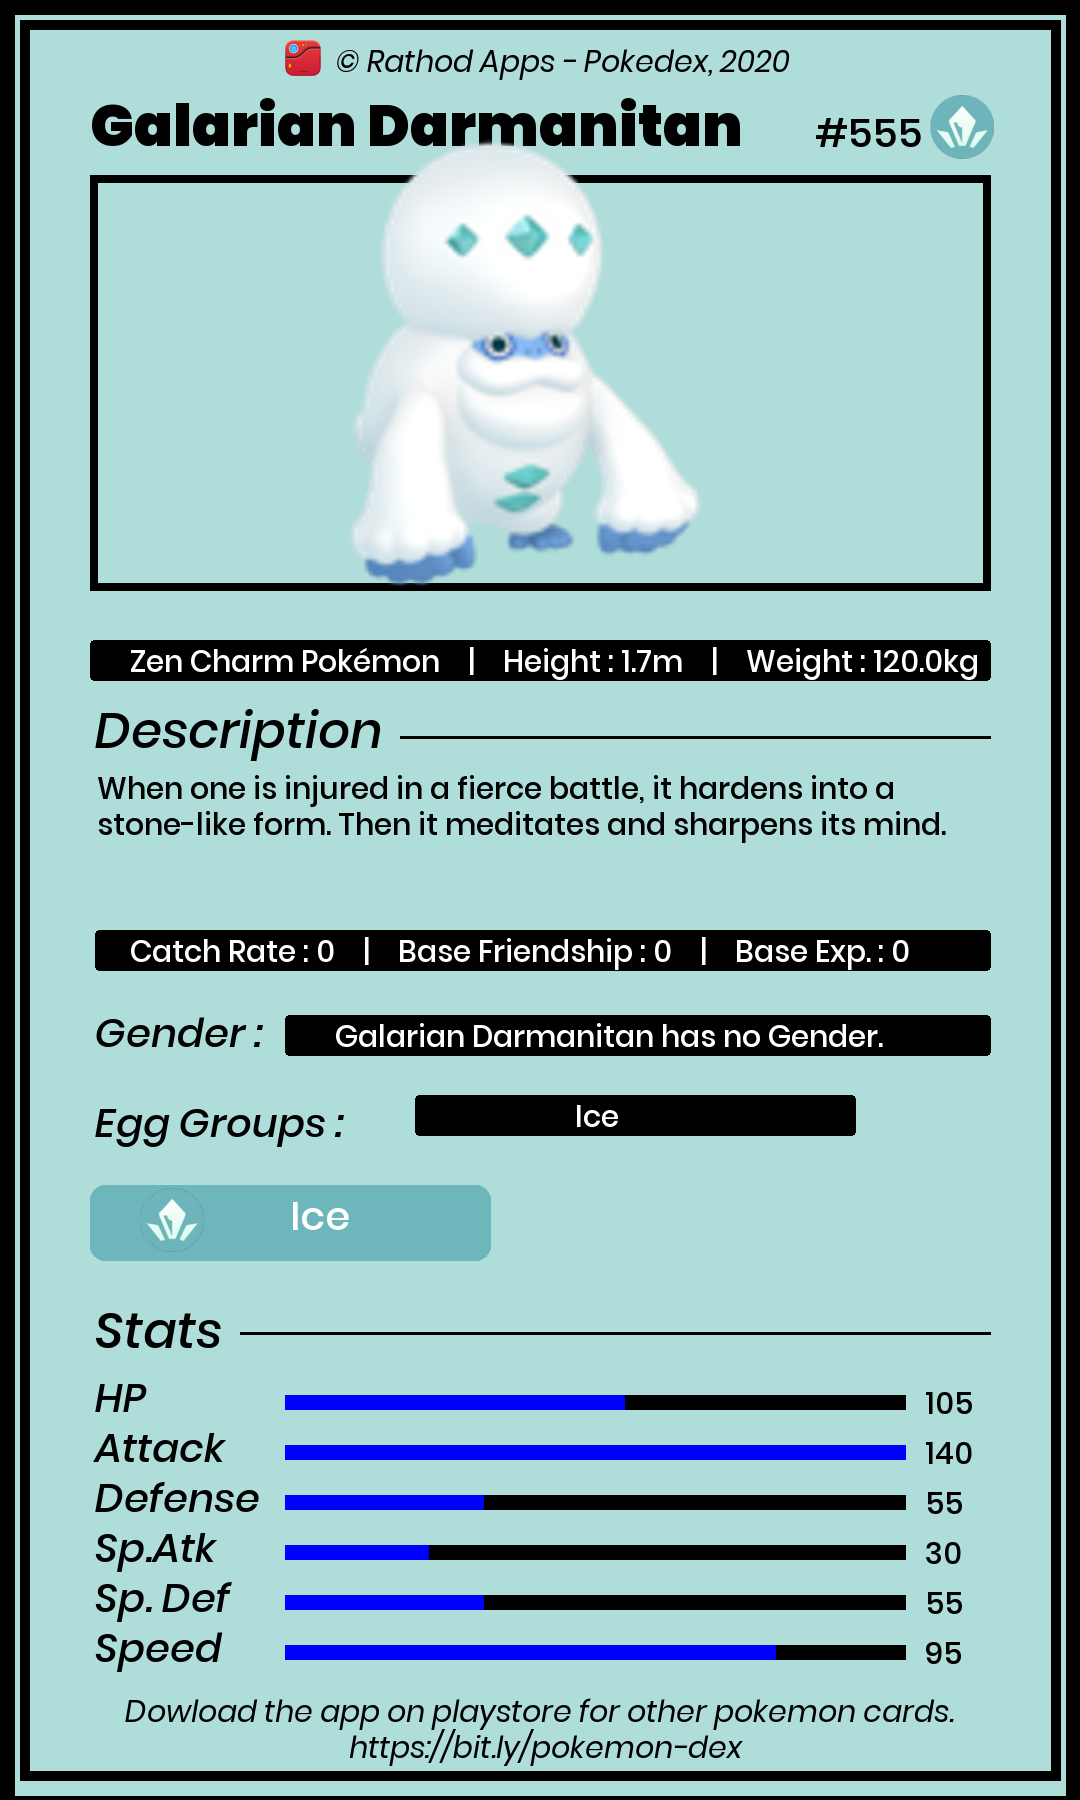 © Rathod Apps - Pokedex, 2020
Galarian Darmanitan #555
Zen Charm Pokémon | Height : 1.7m | Weight : 120.0kg
Description
When one is injured in a fierce battle, it hardens into a
stone-like form. Then it meditates and sharpens its mind.
Catch Rate : 0 | Base Friendship : 0 | Base Exp. : 0
Gender : Galarian Darmanitan has no Gender.
Egg Groups : Ice
Ice
Stats
HP 105
Attack 140
Defense 55
Sp.Atk 30
Sp. Def 55
Speed 95
Dowload the app on playstore for other pokemon cards.
https://bit.ly/pokemon-dex